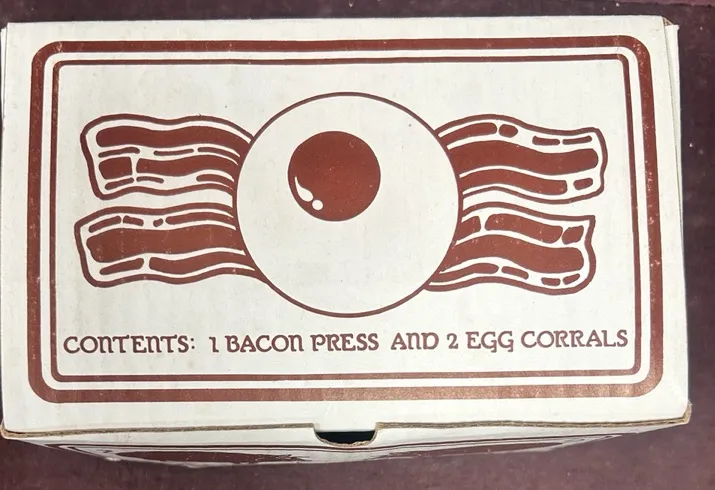 CONTENTS: 1 BACON PRESS AND 2 EGG CORRALS